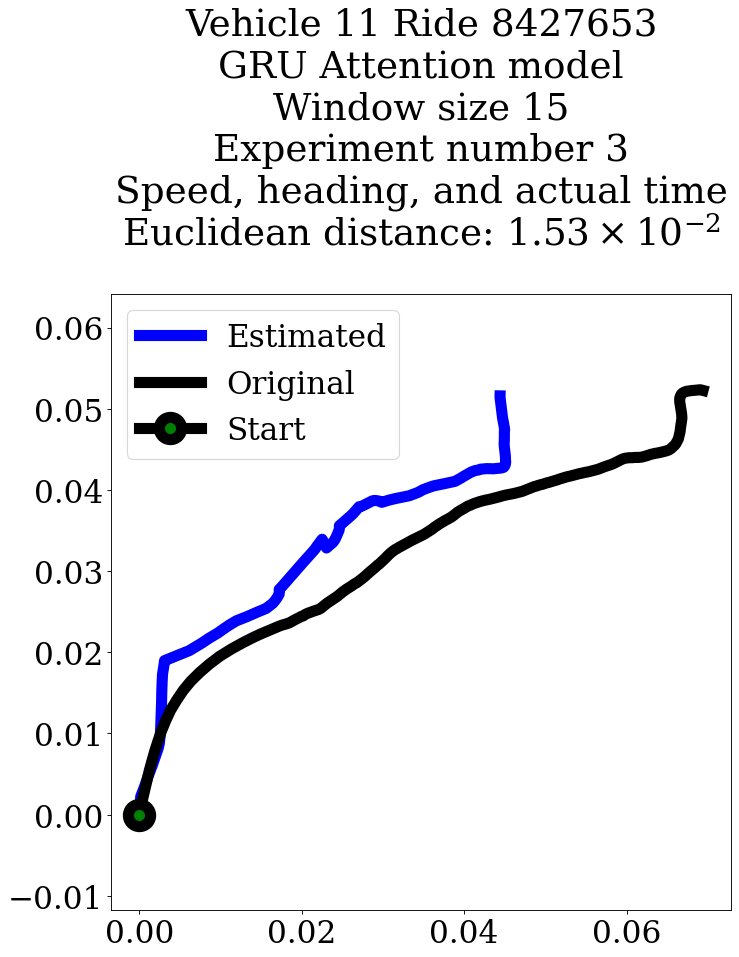 Vehicle 11 Ride 8427653
GRU Attention model
Window size 15
Experiment number 3
Speed, heading, and actual time
Euclidean distance: 1.53 × 10⁻²
Estimated
Original
Start
0.06
0.05
0.04
0.03
0.02
0.01
0.00
−0.01
0.00 0.02 0.04 0.06